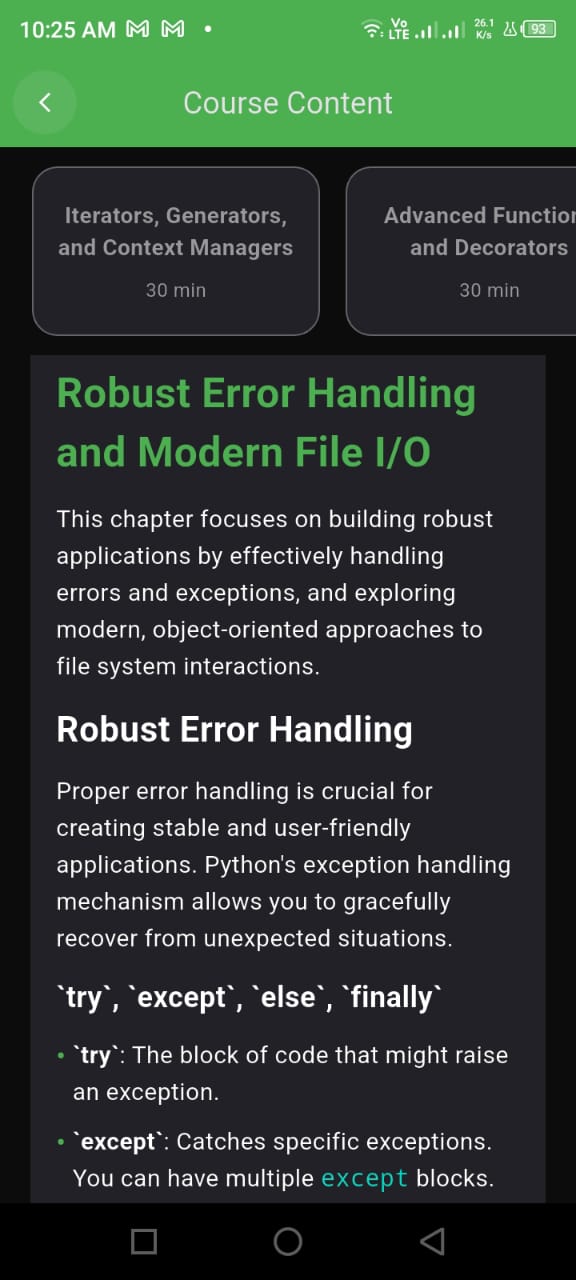 10:25 AM
Vo
LTE
26.1
K/s
93
Course Content
Iterators, Generators,
and Context Managers
30 min
Advanced Function
and Decorators
30 min
Robust Error Handling
and Modern File I/O
This chapter focuses on building robust
applications by effectively handling
errors and exceptions, and exploring
modern, object-oriented approaches to
file system interactions.
Robust Error Handling
Proper error handling is crucial for
creating stable and user-friendly
applications. Python's exception handling
mechanism allows you to gracefully
recover from unexpected situations.
`try`, `except`, `else`, `finally`
• `try`: The block of code that might raise
an exception.
• `except`: Catches specific exceptions.
You can have multiple except blocks.